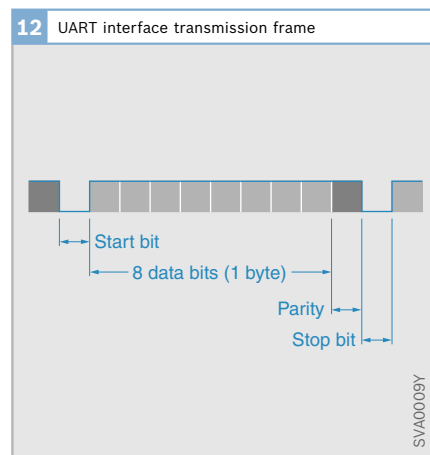 12 UART interface transmission frame
Start bit
8 data bits (1 byte)
Parity
Stop bit
SVA0009Y